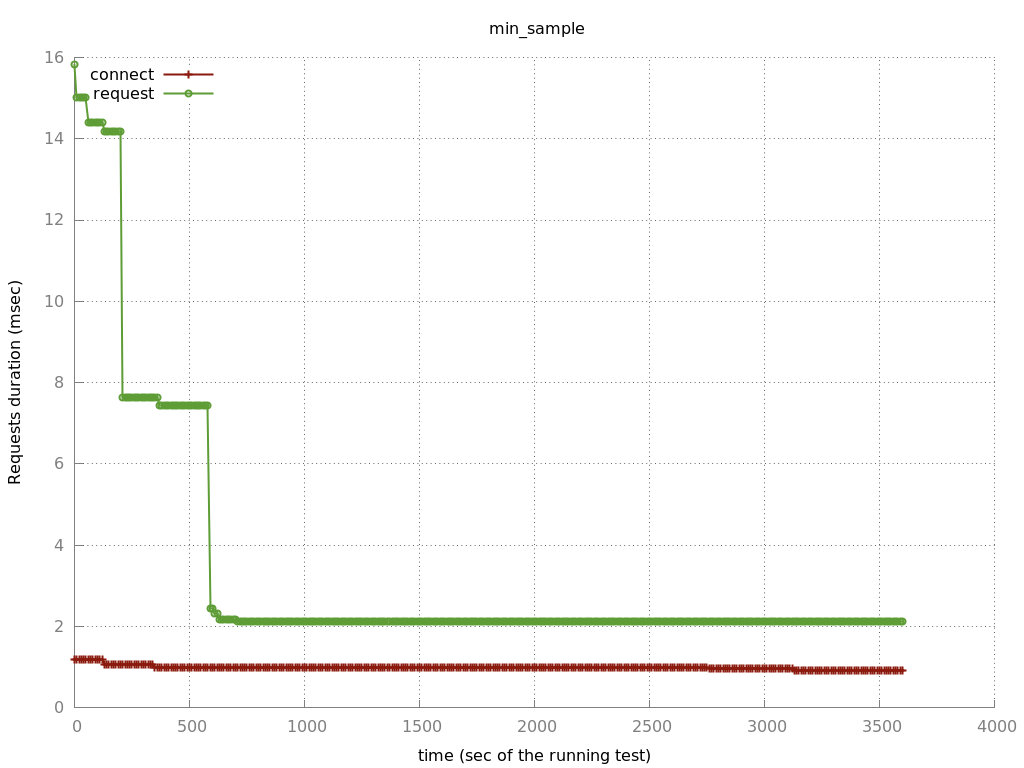 min_sample
16
connect
request
14
12
10
8
6
4
2
0
Requests duration (msec)
0 500 1000 1500 2000 2500 3000 3500 4000
time (sec of the running test)